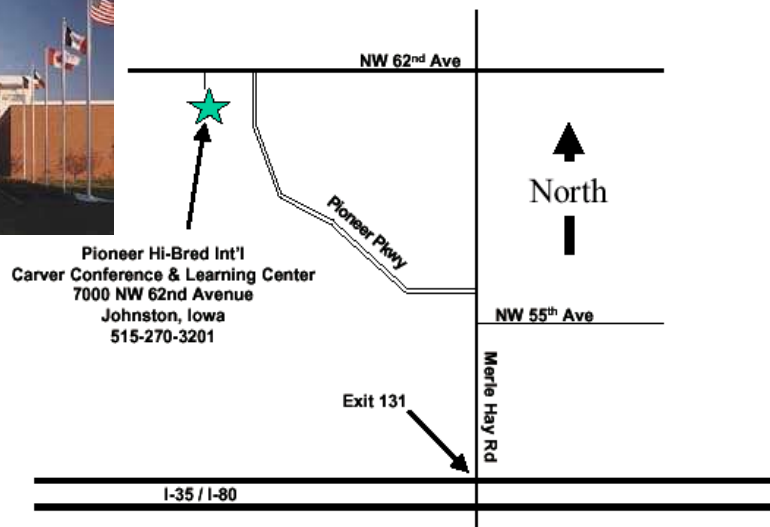 NW 62nd Ave
North
Pioneer Pkwy
Pioneer Hi-Bred Int'l
Carver Conference & Learning Center
7000 NW 62nd Avenue
Johnston, Iowa
515-270-3201
NW 55th Ave
Merle Hay Rd
Exit 131
I-35 / I-80